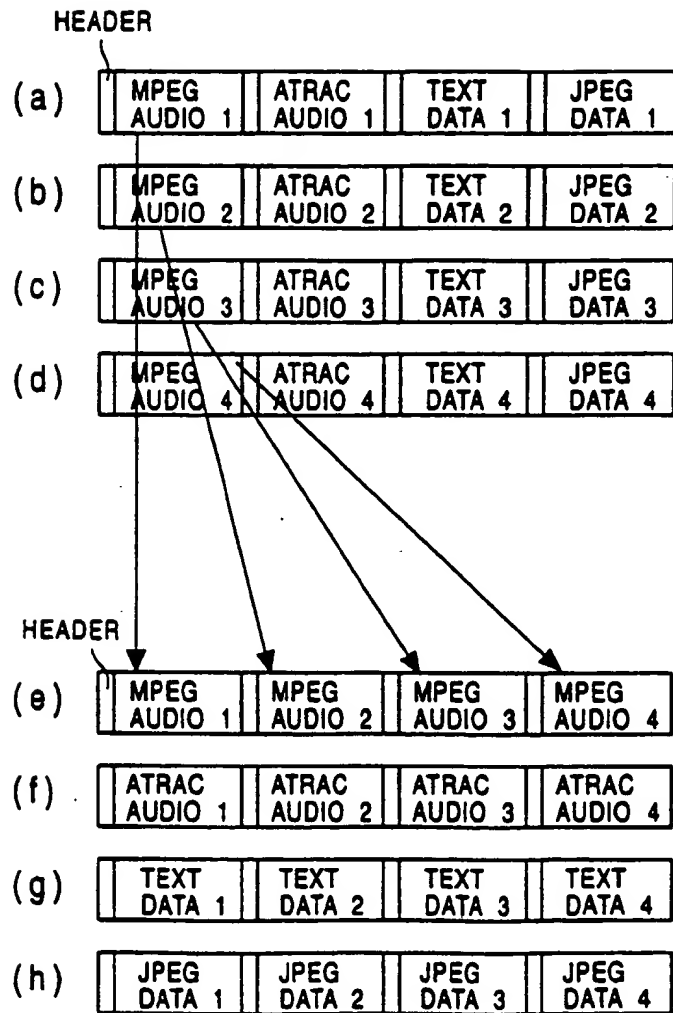 HEADER
(a) MPEG ATRAC TEXT JPEG
AUDIO 1 AUDIO 1 DATA 1 DATA 1
(b) MPEG ATRAC TEXT JPEG
AUDIO 2 AUDIO 2 DATA 2 DATA 2
(c) MPEG ATRAC TEXT JPEG
AUDIO 3 AUDIO 3 DATA 3 DATA 3
(d) MPEG ATRAC TEXT JPEG
AUDIO 4 AUDIO 4 DATA 4 DATA 4
HEADER
(e) MPEG MPEG MPEG MPEG
AUDIO 1 AUDIO 2 AUDIO 3 AUDIO 4
(f) ATRAC ATRAC ATRAC ATRAC
AUDIO 1 AUDIO 2 AUDIO 3 AUDIO 4
(g) TEXT TEXT TEXT TEXT
DATA 1 DATA 2 DATA 3 DATA 4
(h) JPEG JPEG JPEG JPEG
DATA 1 DATA 2 DATA 3 DATA 4